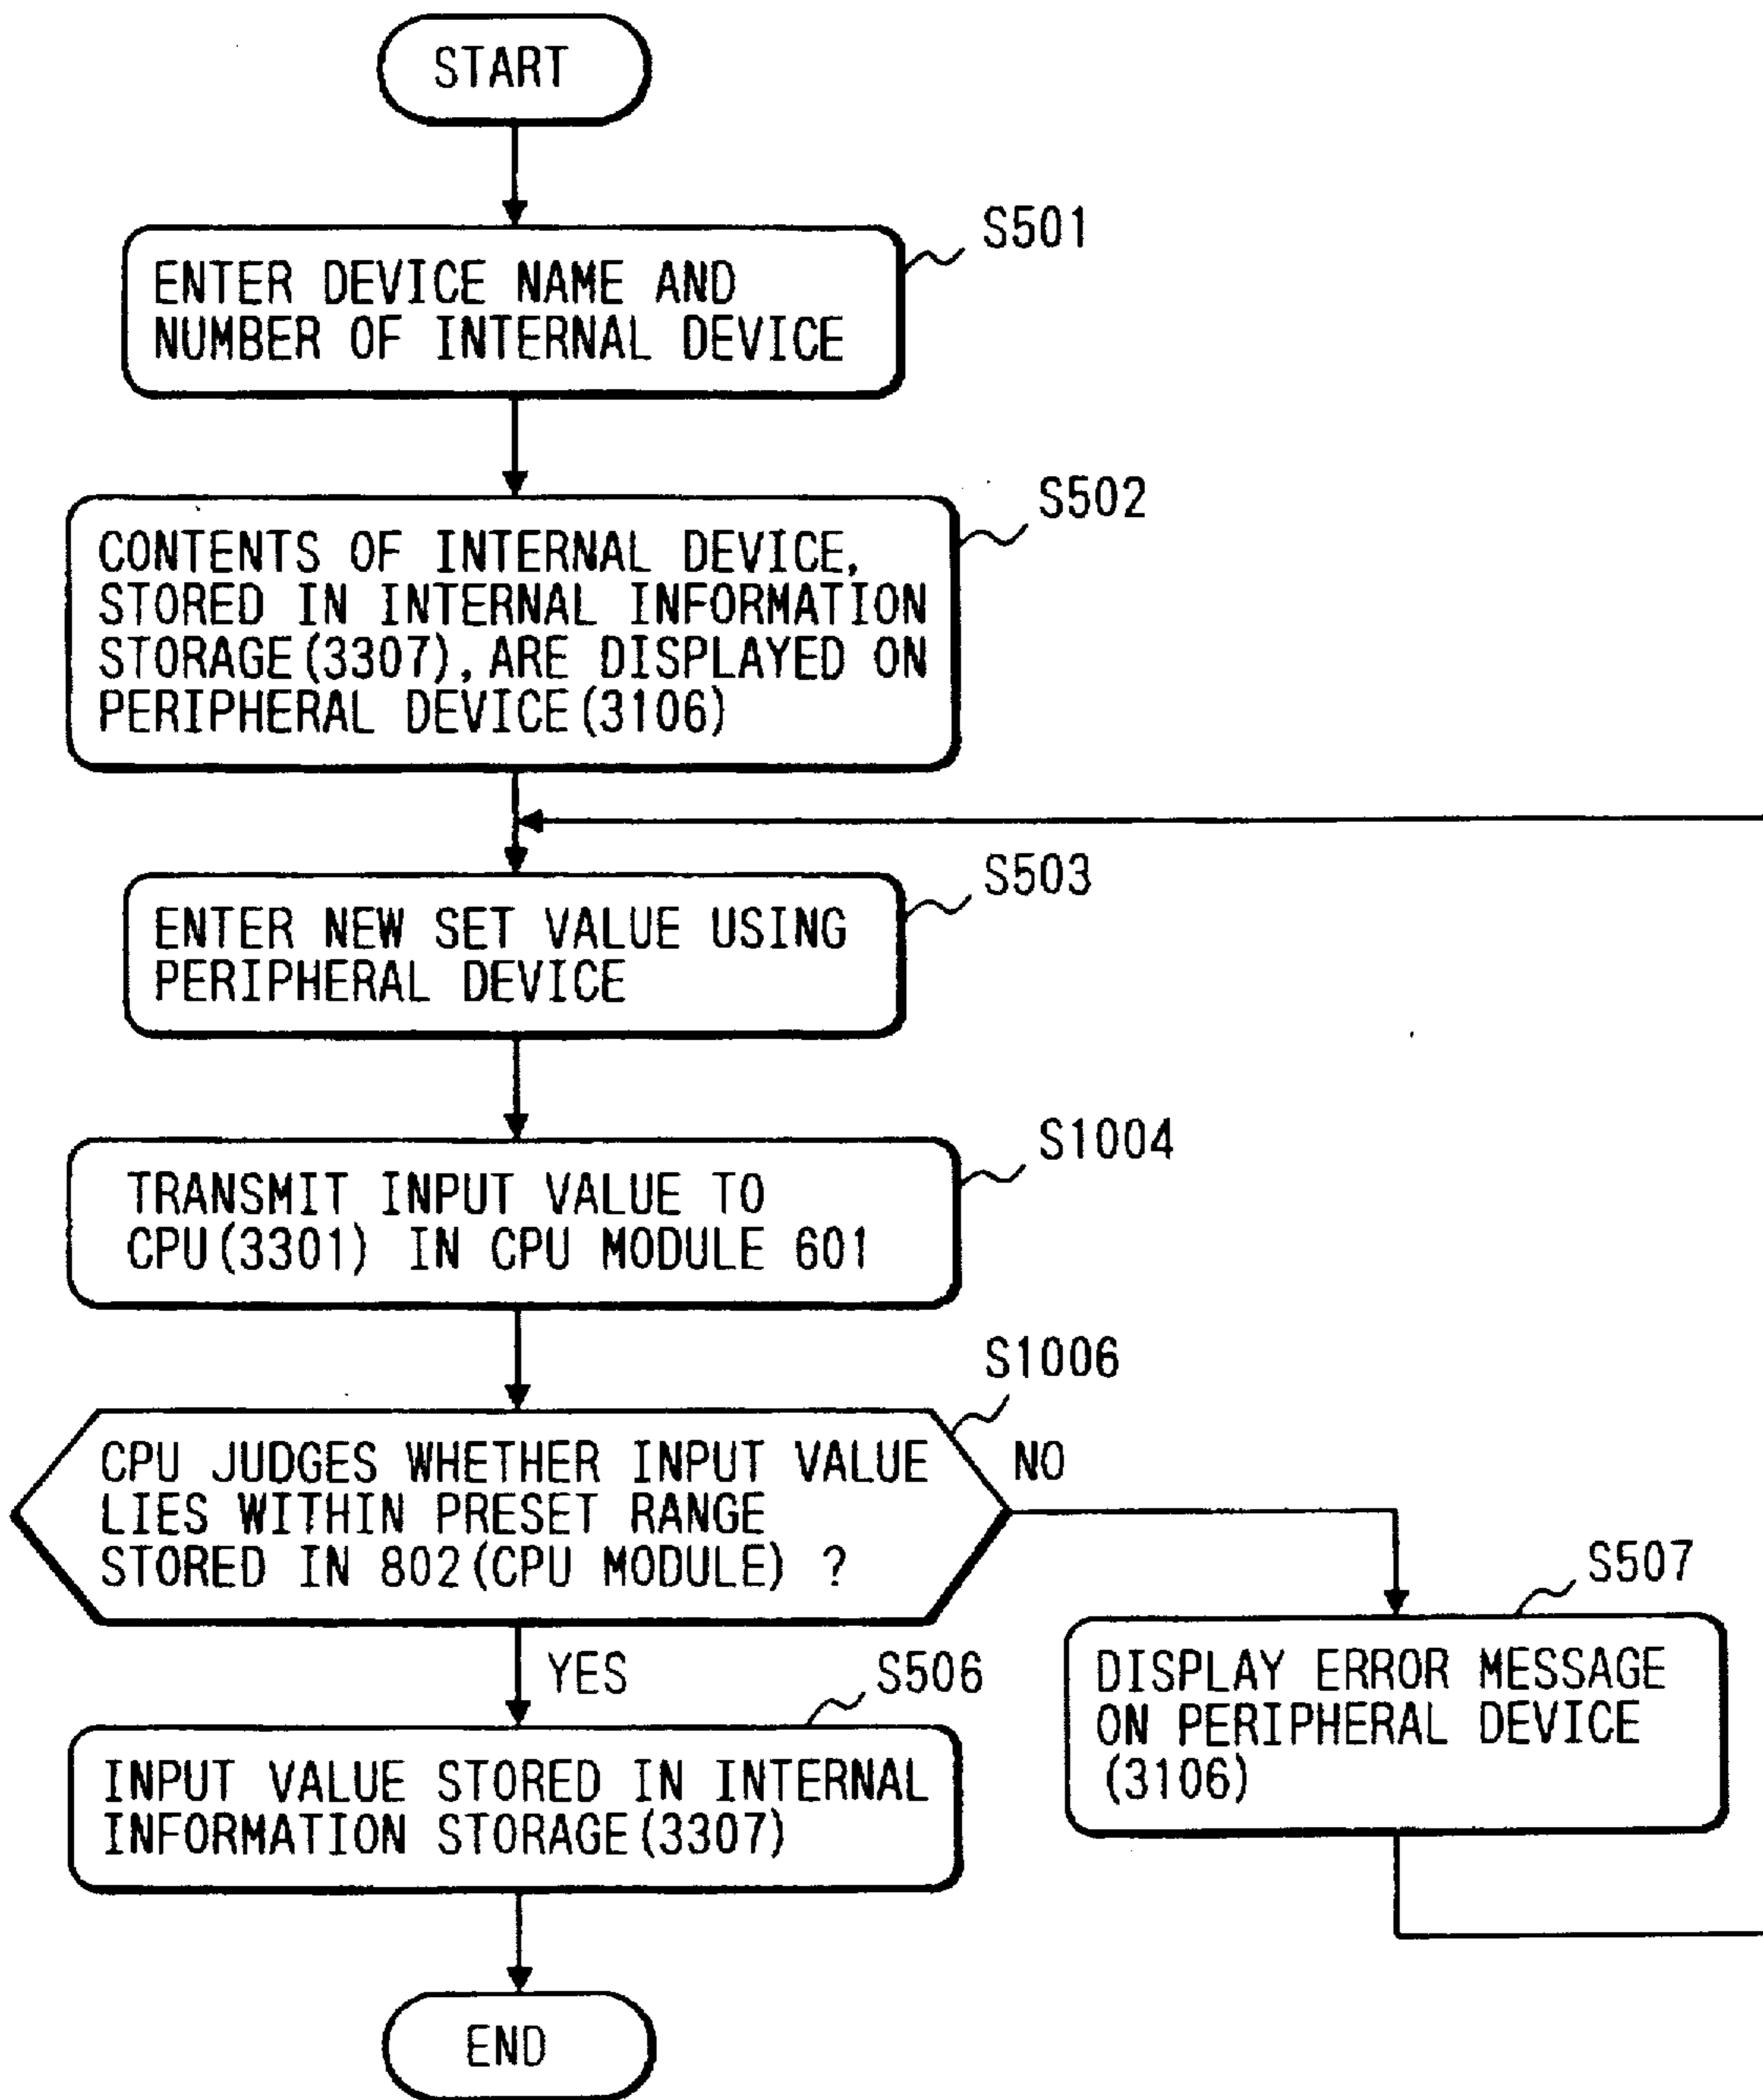 START
S501
ENTER DEVICE NAME AND
NUMBER OF INTERNAL DEVICE
S502
CONTENTS OF INTERNAL DEVICE,
STORED IN INTERNAL INFORMATION
STORAGE(3307), ARE DISPLAYED ON
PERIPHERAL DEVICE(3106)
S503
ENTER NEW SET VALUE USING
PERIPHERAL DEVICE
S1004
TRANSMIT INPUT VALUE TO
CPU(3301) IN CPU MODULE 601
S1006
CPU JUDGES WHETHER INPUT VALUE
LIES WITHIN PRESET RANGE
STORED IN 802(CPU MODULE) ?
NO
YES
S507
DISPLAY ERROR MESSAGE
ON PERIPHERAL DEVICE
(3106)
S506
INPUT VALUE STORED IN INTERNAL
INFORMATION STORAGE(3307)
END